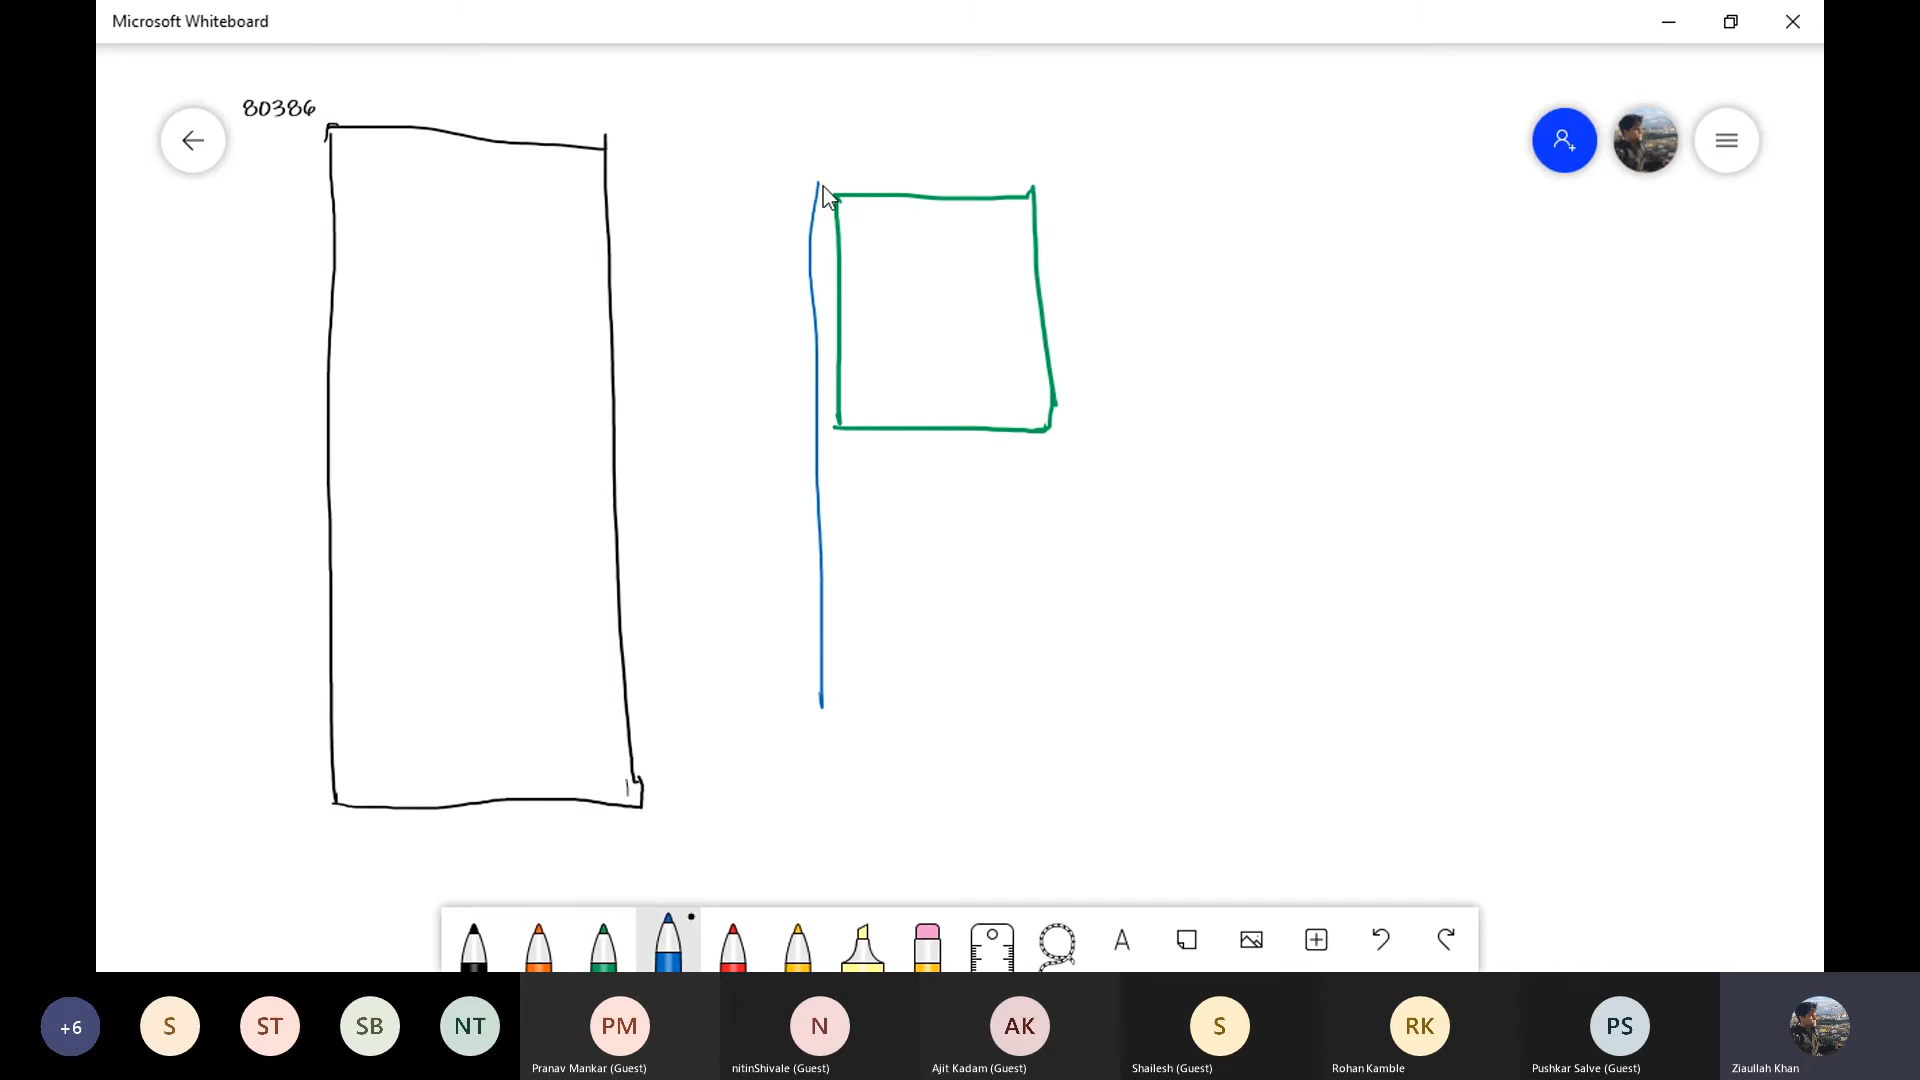 Microsoft Whiteboard
80386
A
+6
S
ST
SB
NT
PM
N
AK
S
RK
PS
Pranav Mankar (Guest)
nitinShivale (Guest)
Ajit Kadam (Guest)
Shailesh (Guest)
Rohan Kamble
Pushkar Salve (Guest)
Ziaullah Khan